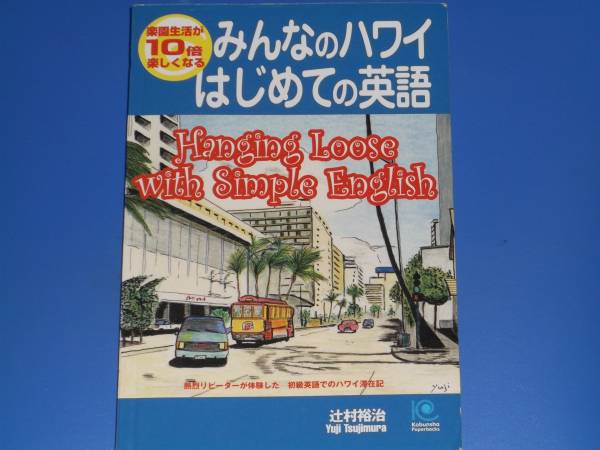 楽園生活が
10倍
楽しくなる
みんなのハワイ
はじめての英語
Hanging Loose
with Simple English
yuji
熱烈リピーターが体験した 初級英語でのハワイ滞在記
辻村裕治
Yuji Tsujimura
Kobunsha
Paperbacks